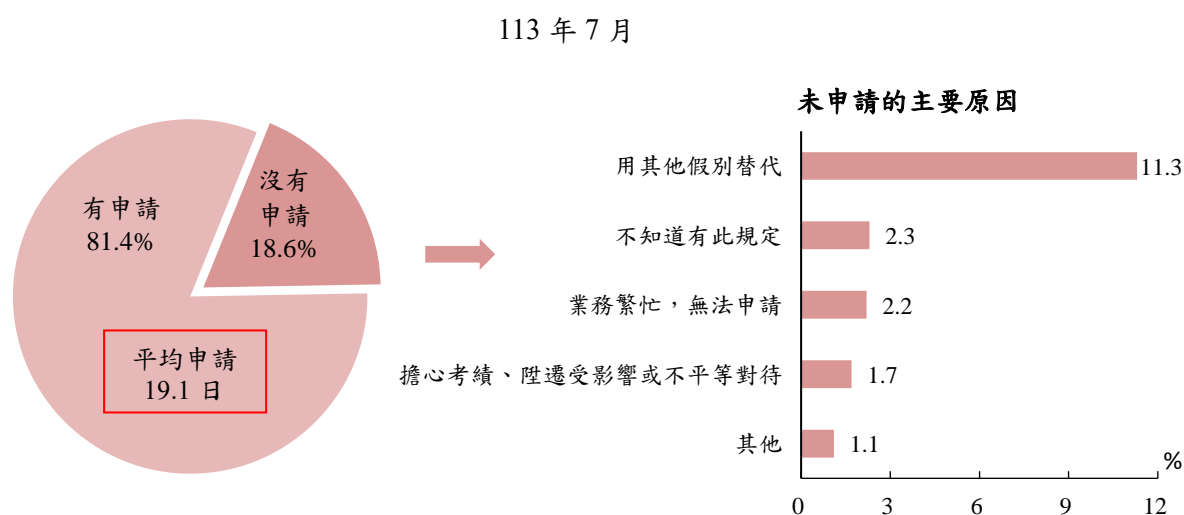 113 年 7 月
有申請
81.4%
沒有
申請
18.6%
平均申請
19.1 日
未申請的主要原因
用其他假別替代
11.3
不知道有此規定
2.3
業務繁忙，無法申請
2.2
擔心考績、陞遷受影響或不平等對待
1.7
其他
1.1
%
0 3 6 9 12